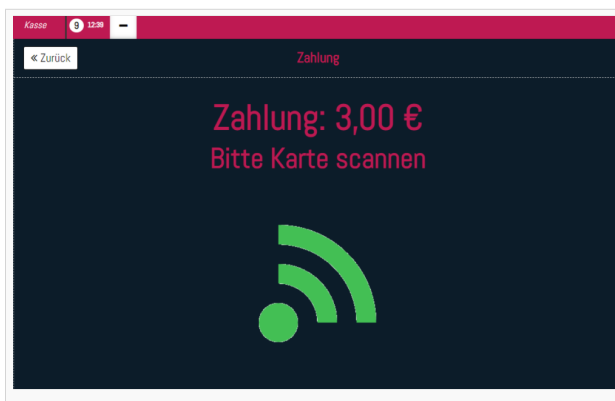 Kasse 9 12:39
« Zurück
Zahlung
Zahlung: 3,00 €
Bitte Karte scannen